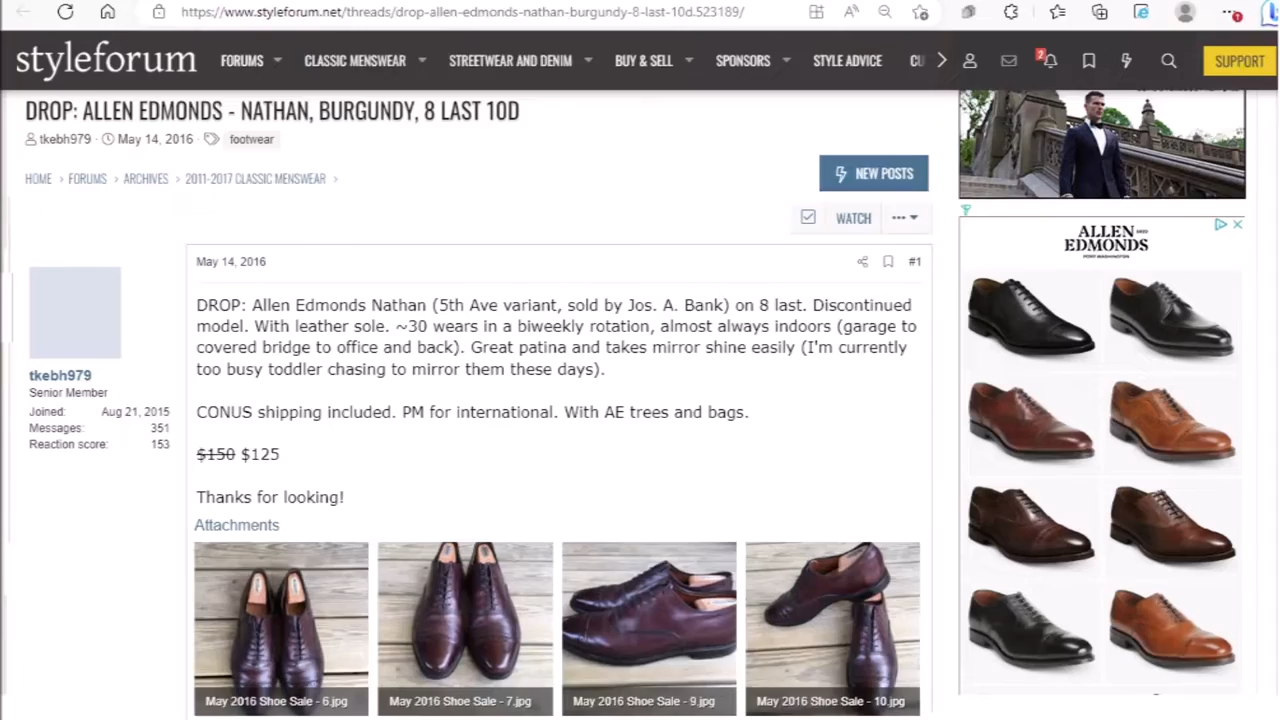 https://www.styleforum.net/threads/drop-allen-edmonds-nathan-burgundy-8-last-10d.523189/
styleforum
FORUMS CLASSIC MENSWEAR STREETWEAR AND DENIM BUY & SELL SPONSORS STYLE ADVICE CU
2
SUPPORT
DROP: ALLEN EDMONDS - NATHAN, BURGUNDY, 8 LAST 10D
tkebh979 · May 14, 2016 · footwear
HOME > FORUMS > ARCHIVES > 2011-2017 CLASSIC MENSWEAR >
NEW POSTS
WATCH
May 14, 2016
#1
tkebh979
Senior Member
Joined: Aug 21, 2015
Messages: 351
Reaction score: 153
DROP: Allen Edmonds Nathan (5th Ave variant, sold by Jos. A. Bank) on 8 last. Discontinued
model. With leather sole. ~30 wears in a biweekly rotation, almost always indoors (garage to
covered bridge to office and back). Great patina and takes mirror shine easily (I'm currently
too busy toddler chasing to mirror them these days).
CONUS shipping included. PM for international. With AE trees and bags.
$150 $125
Thanks for looking!
Attachments
May 2016 Shoe Sale - 6.jpg
May 2016 Shoe Sale - 7.jpg
May 2016 Shoe Sale - 9.jpg
May 2016 Shoe Sale - 10.jpg
ALLEN
EDMONDS
PORT WASHINGTON